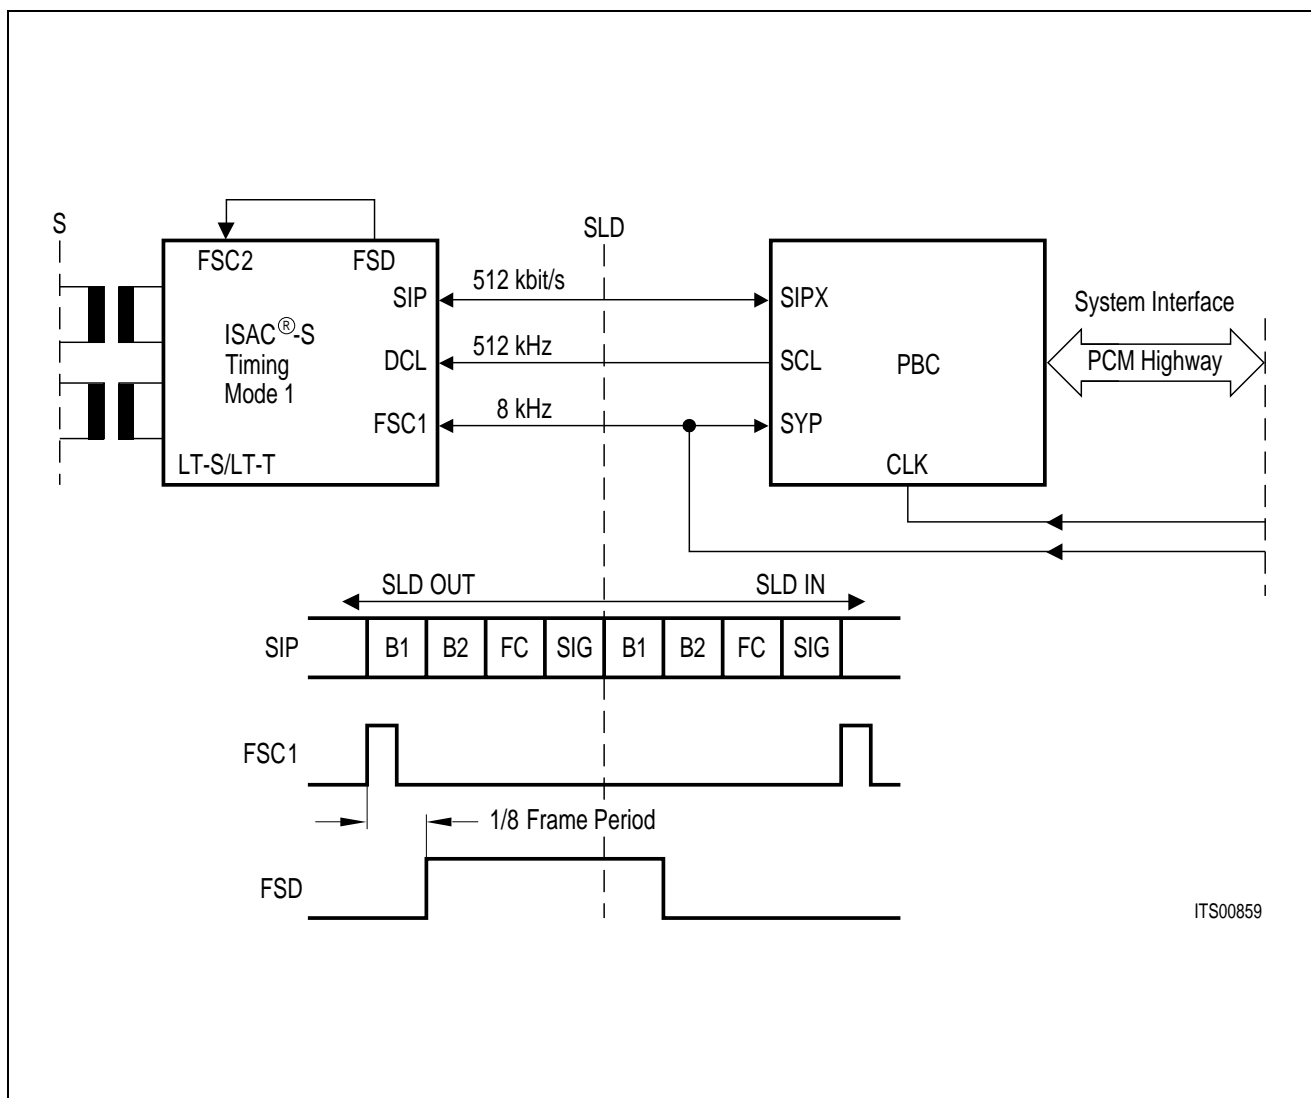 S
SLD
FSC2 FSD
SIP
512 kbit/s
SIPX
System Interface
ISAC®-S
Timing
Mode 1
DCL
512 kHz
SCL
PBC
PCM Highway
FSC1
8 kHz
SYP
LT-S/LT-T
CLK
SLD OUT SLD IN
SIP B1 B2 FC SIG B1 B2 FC SIG
FSC1
1/8 Frame Period
FSD
ITS00859